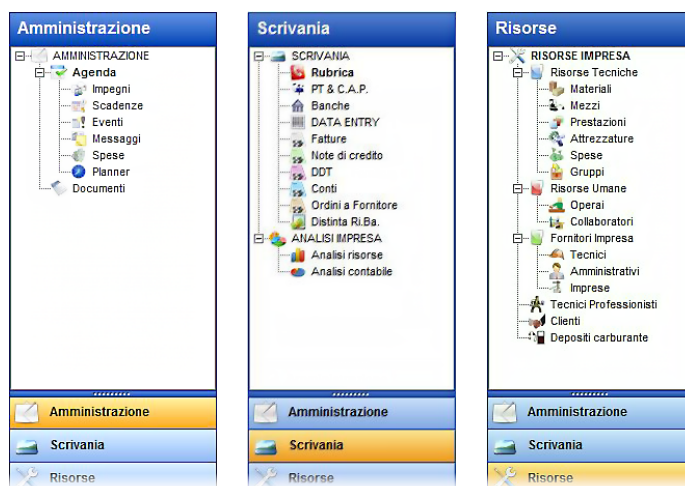 Amministrazione
AMMINISTRAZIONE
Agenda
Impegni
Scadenze
Eventi
Messaggi
Spese
Planner
Documenti
Amministrazione
Scrivania
Risorse
Scrivania
SCRIVANIA
Rubrica
PT & C.A.P.
Banche
DATA ENTRY
Fatture
Note di credito
DDT
Conti
Ordini a Fornitore
Distinta Ri.Ba.
ANALISI IMPRESA
Analisi risorse
Analisi contabile
Amministrazione
Scrivania
Risorse
Risorse
RISORSE IMPRESA
Risorse Tecniche
Materiali
Mezzi
Prestazioni
Attrezzature
Spese
Gruppi
Risorse Umane
Operai
Collaboratori
Fornitori Impresa
Tecnici
Amministrativi
Imprese
Tecnici Professionisti
Clienti
Depositi carburante
Amministrazione
Scrivania
Risorse